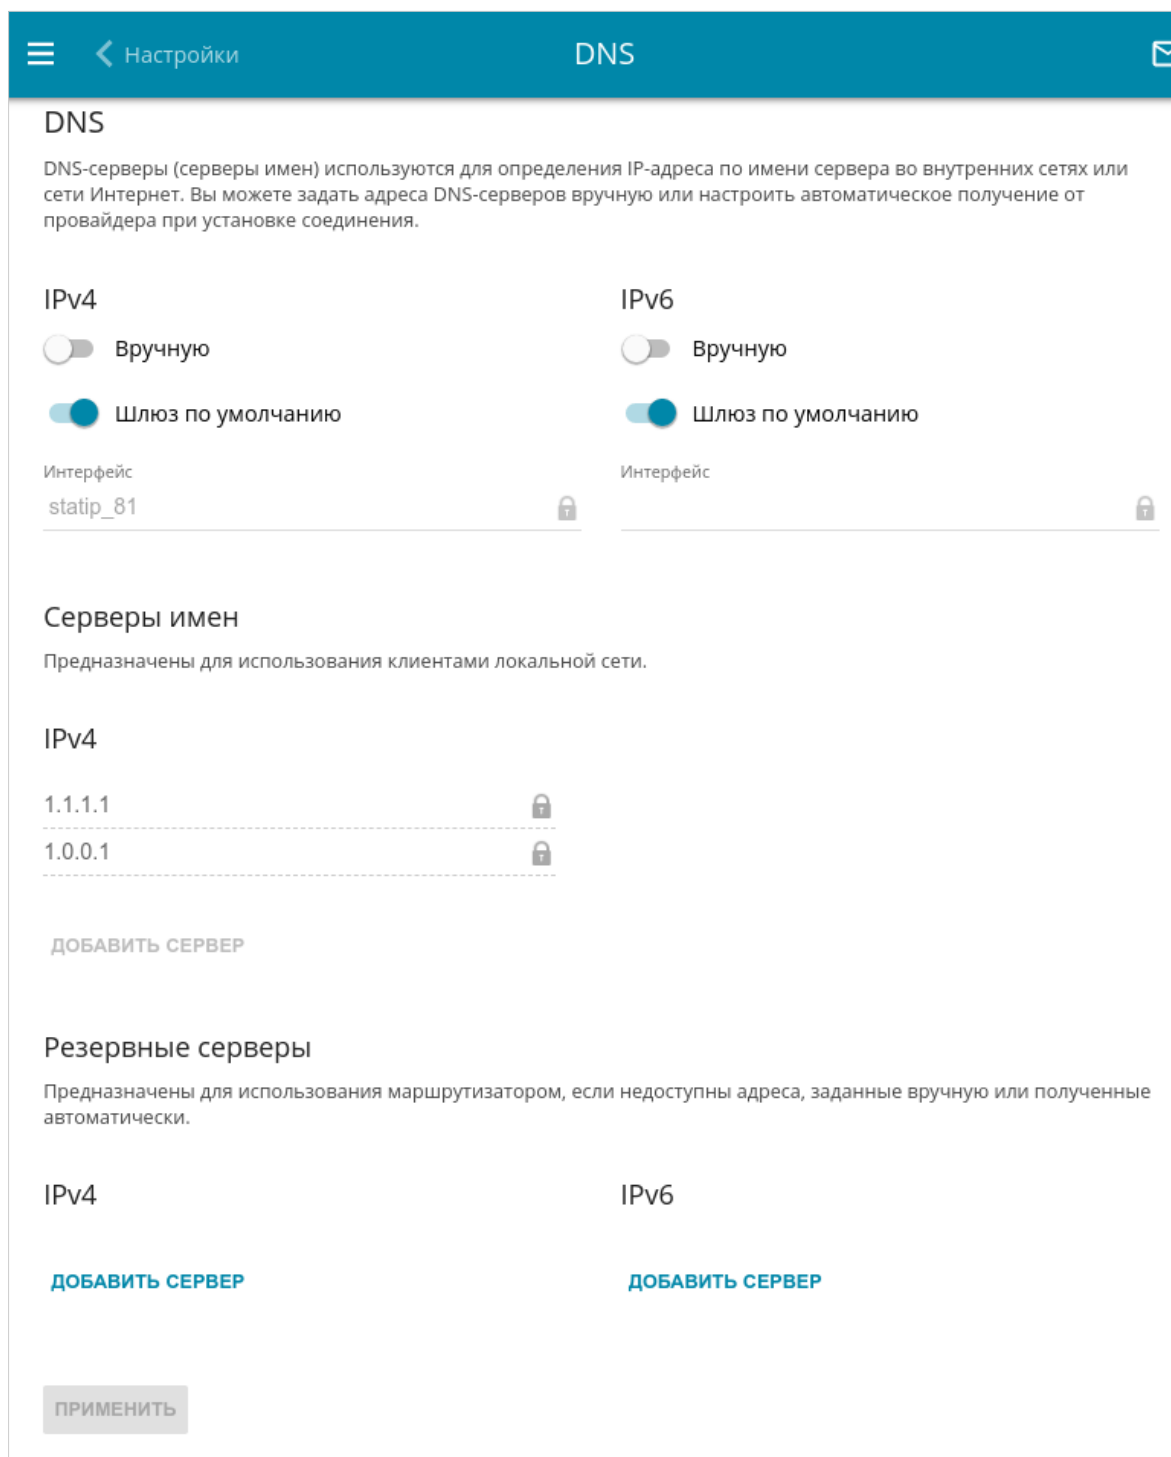 Настройки
DNS
DNS
DNS-серверы (серверы имен) используются для определения IP-адреса по имени сервера во внутренних сетях или
сети Интернет. Вы можете задать адреса DNS-серверов вручную или настроить автоматическое получение от
провайдера при установке соединения.
IPv4
Вручную
Шлюз по умолчанию
Интерфейс
statip_81
IPv6
Вручную
Шлюз по умолчанию
Интерфейс
Серверы имен
Предназначены для использования клиентами локальной сети.
IPv4
1.1.1.1
1.0.0.1
ДОБАВИТЬ СЕРВЕР
Резервные серверы
Предназначены для использования маршрутизатором, если недоступны адреса, заданные вручную или полученные
автоматически.
IPv4
ДОБАВИТЬ СЕРВЕР
IPv6
ДОБАВИТЬ СЕРВЕР
ПРИМЕНИТЬ